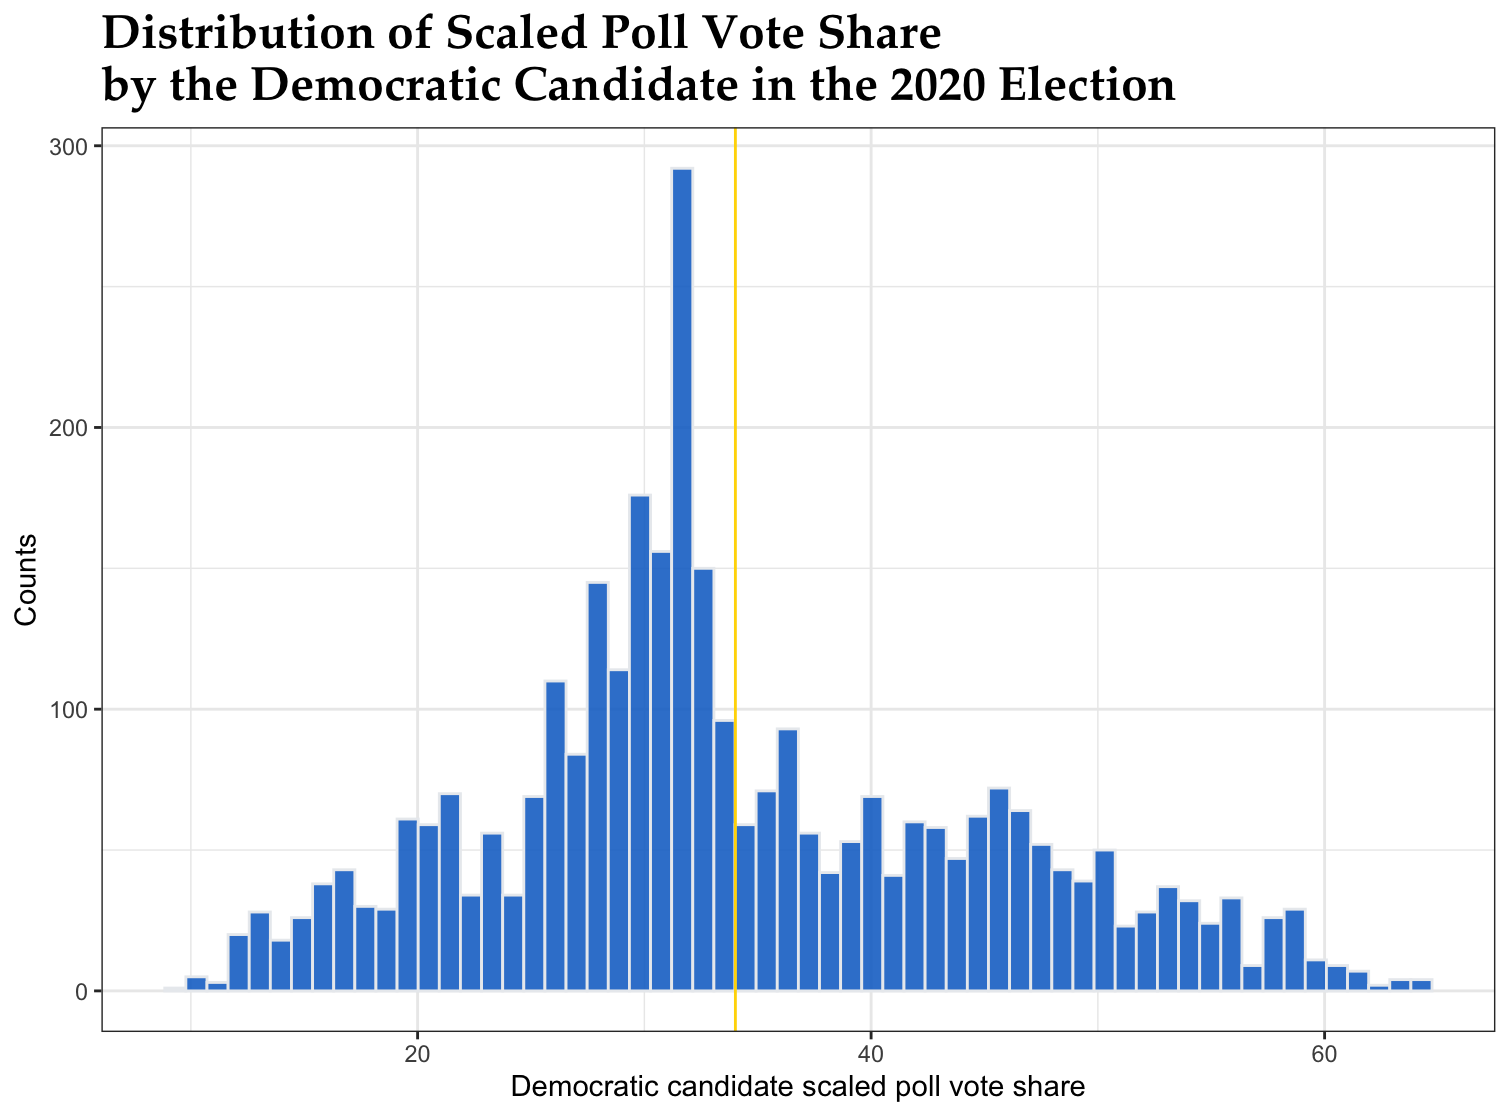 Distribution of Scaled Poll Vote Share
by the Democratic Candidate in the 2020 Election
300
200
100
0
Counts
20
40
60
Democratic candidate scaled poll vote share